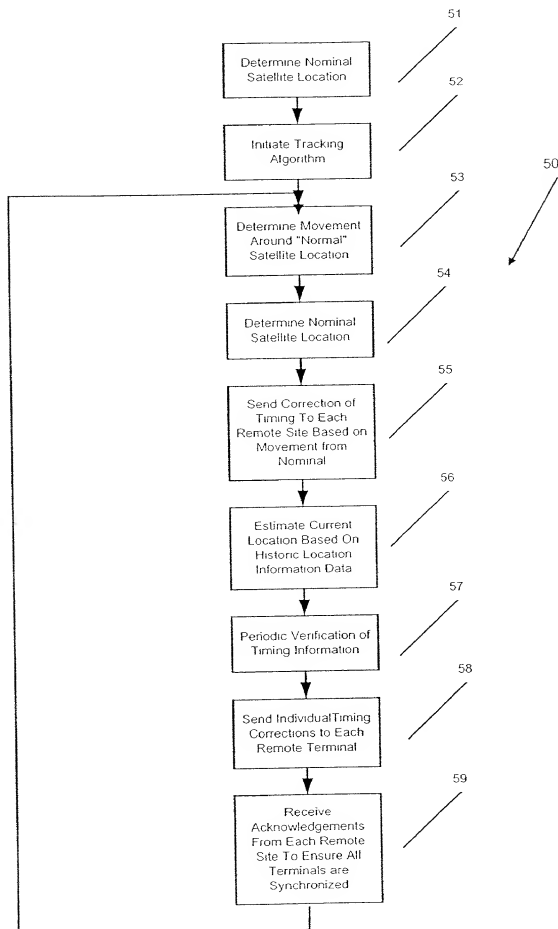 51
Determine Nominal
Satellite Location
52
Initiate Tracking
Algorithm
50
53
Determine Movement
Around "Normal"
Satellite Location
54
Determine Nominal
Satellite Location
55
Send Correction of
Timing To Each
Remote Site Based on
Movement from
Nominal
56
Estimate Current
Location Based On
Historic Location
Information Data
57
Periodic Verification of
Timing Information
58
Send IndividualTiming
Corrections to Each
Remote Terminal
59
Receive
Acknowledgements
From Each Remote
Site To Ensure All
Terminals are
Synchronized